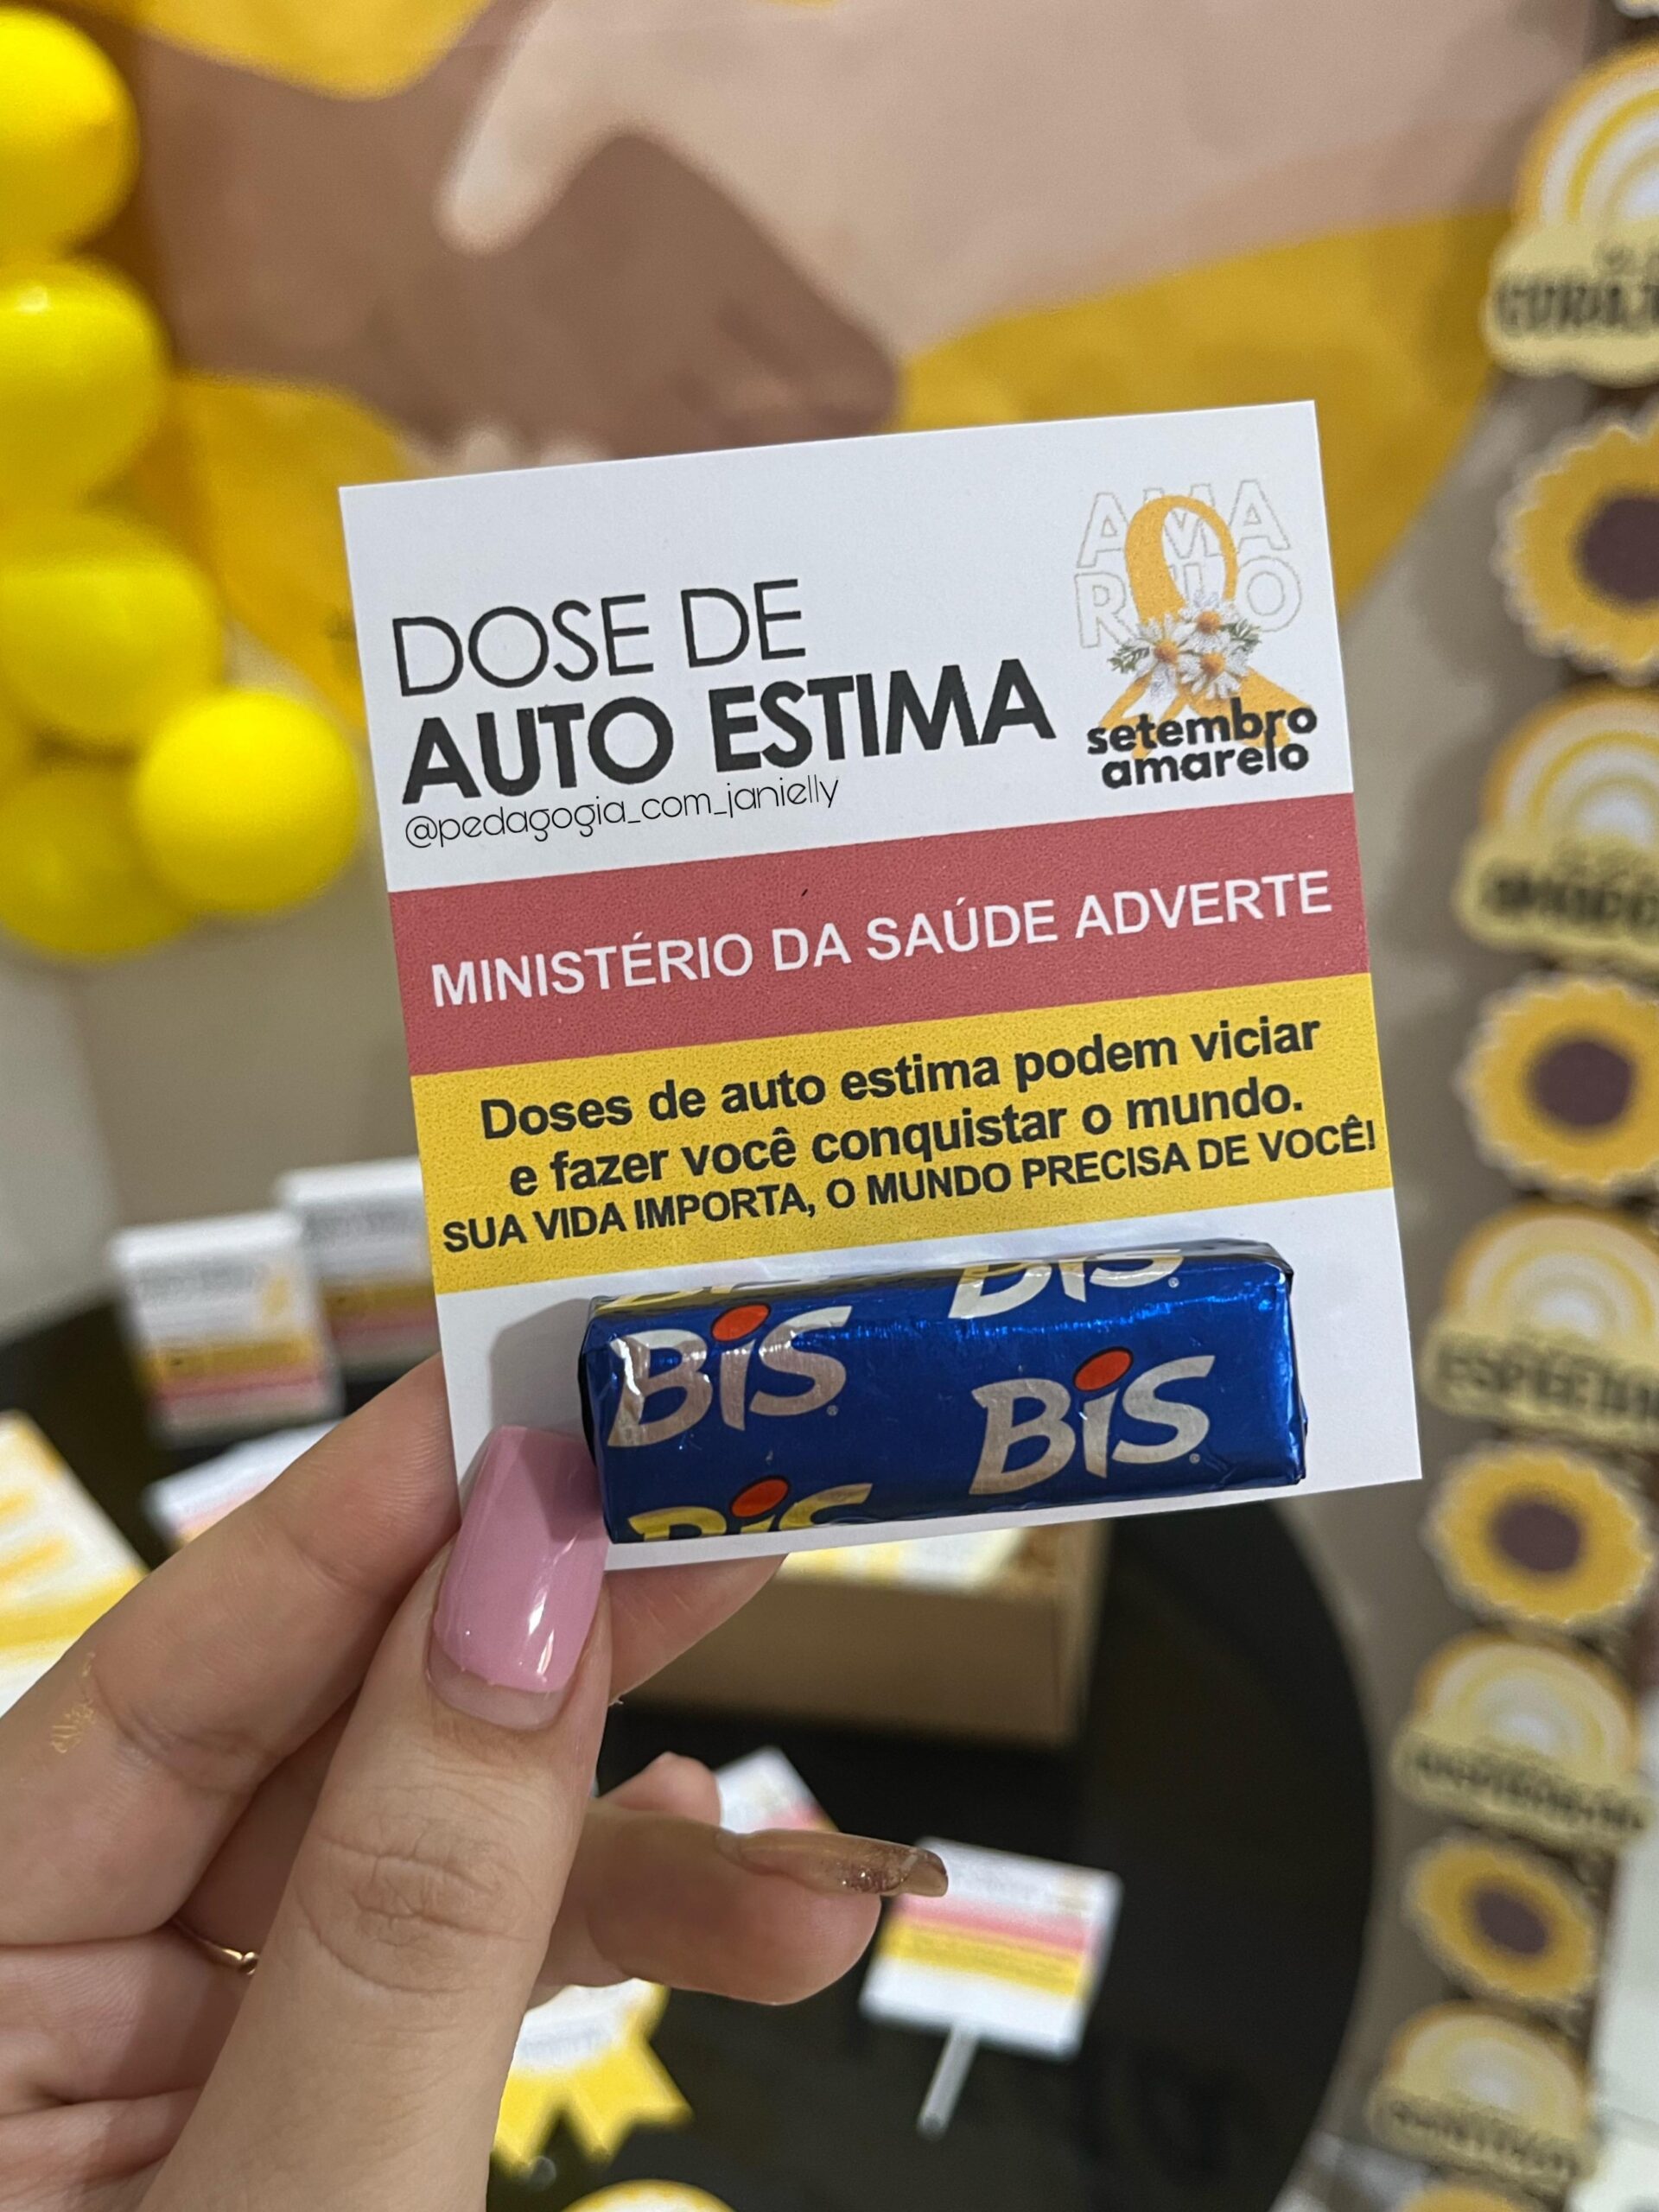 DOSE DE
AUTO ESTIMA
@pedagogia_com_janielly
AMA
setembro
amarelo
MINISTÉRIO DA SAÚDE ADVERTE
Doses de auto estima podem viciar
e fazer você conquistar o mundo.
SUA VIDA IMPORTA, O MUNDO PRECISA DE VOCÊ!
BiS
BiS
BiS
BiS